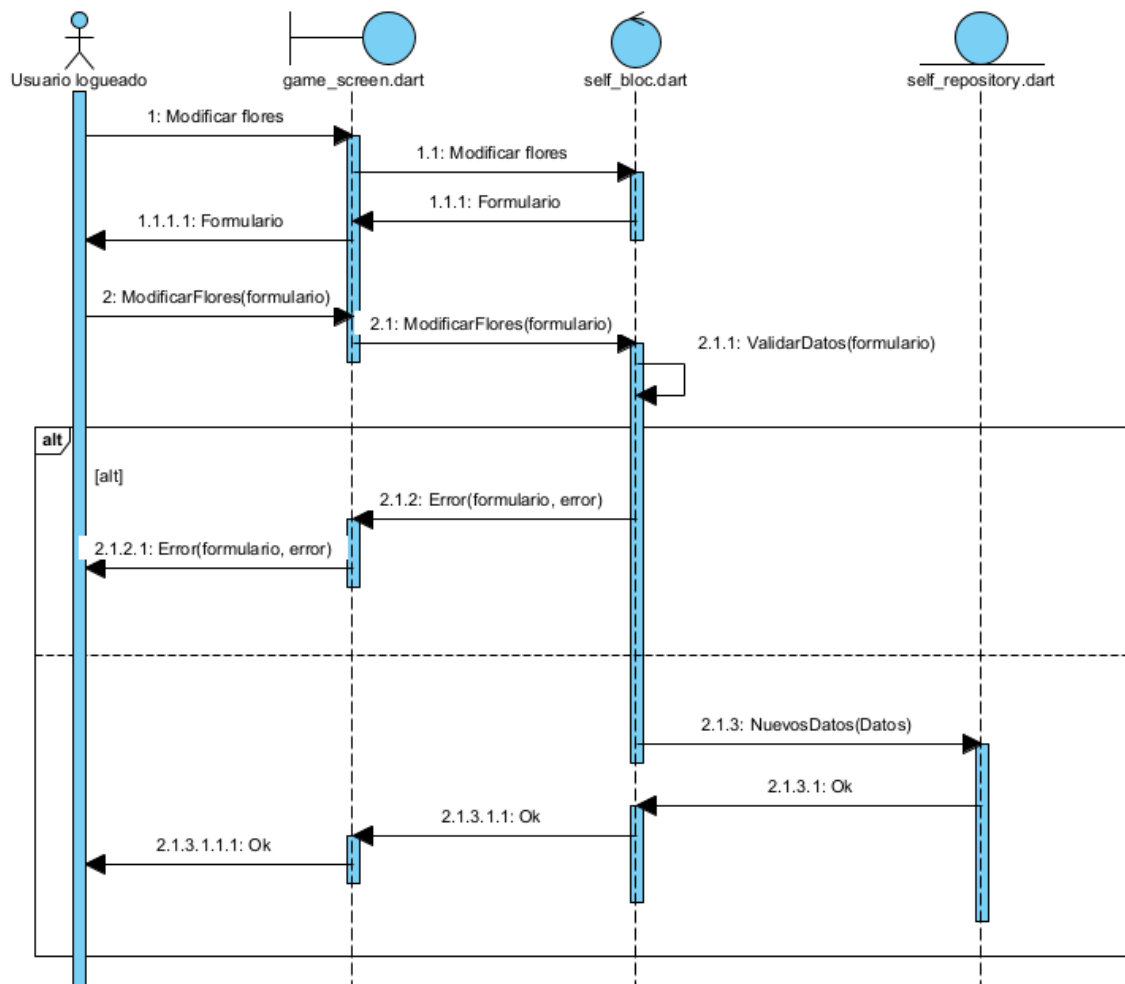 Usuario logueado
game_screen.dart
self_bloc.dart
self_repository.dart
1: Modificar flores
1.1: Modificar flores
1.1.1: Formulario
1.1.1.1: Formulario
2: ModificarFlores(formulario)
2.1: ModificarFlores(formulario)
2.1.1: ValidarDatos(formulario)
alt
[alt]
2.1.2: Error(formulario, error)
2.1.2.1: Error(formulario, error)
2.1.3: NuevosDatos(Datos)
2.1.3.1: Ok
2.1.3.1.1: Ok
2.1.3.1.1.1: Ok